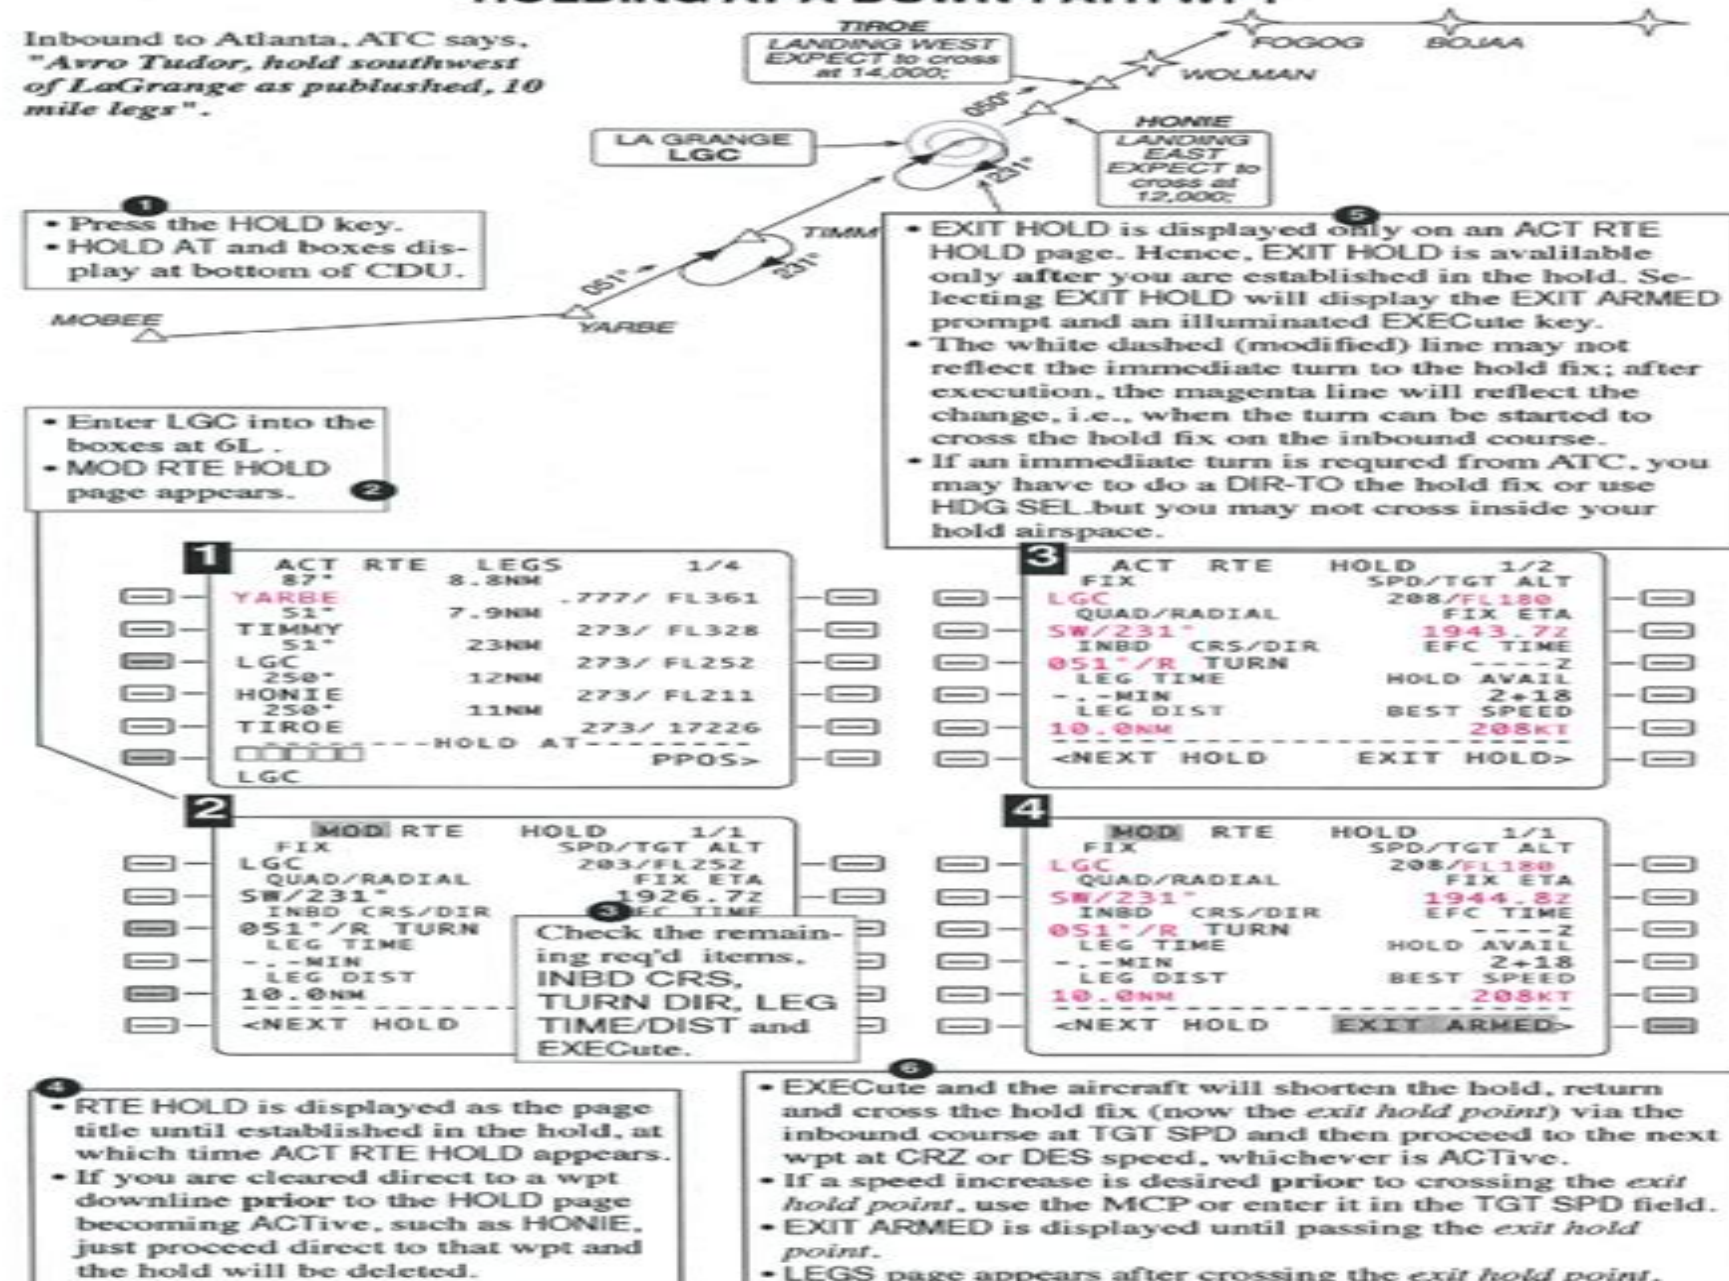 HOLDING AT A DOWN PATH WPT
Inbound to Atlanta, ATC says,
"Avro Tudor, hold southwest
of LaGrange as publushed, 10
mile legs".
TIROE
LANDING WEST
EXPECT to cross
at 14,000;
FOGOG
BOJAA
WOLMAN
050°
HONIE
LANDING
EAST
EXPECT to
cross at
12,000;
LA GRANGE
LGC
231°
TIMM
231°
051°
MOBEE
YARBE
1
• Press the HOLD key.
• HOLD AT and boxes dis-
play at bottom of CDU.
5
• EXIT HOLD is displayed only on an ACT RTE
HOLD page. Hence, EXIT HOLD is avalilable
only after you are established in the hold. Se-
lecting EXIT HOLD will display the EXIT ARMED
prompt and an illuminated EXECute key.
• The white dashed (modified) line may not
reflect the immediate turn to the hold fix; after
execution, the magenta line will reflect the
change, i.e., when the turn can be started to
cross the hold fix on the inbound course.
• If an immediate turn is requred from ATC, you
may have to do a DIR-TO the hold fix or use
HDG SEL.but you may not cross inside your
hold airspace.
• Enter LGC into the
boxes at 6L .
• MOD RTE HOLD
page appears.
2
1
ACT RTE LEGS 1/4
87° 8.8NM
YARBE .777/ FL361
51° 7.9NM
TIMMY 273/ FL328
51° 23NM
LGC 273/ FL252
250° 12NM
HONIE 273/ FL211
250° 11NM
TIROE 273/ 17226
---------HOLD AT---------
□□□□□ PPOS>
LGC
3
ACT RTE HOLD 1/2
FIX SPD/TGT ALT
LGC 208/FL180
QUAD/RADIAL FIX ETA
SW/231° 1943.7Z
INBD CRS/DIR EFC TIME
051°/R TURN ----Z
LEG TIME HOLD AVAIL
-.-MIN 2+18
LEG DIST BEST SPEED
10.0NM 208KT
<NEXT HOLD EXIT HOLD>
2
MOD RTE HOLD 1/1
FIX SPD/TGT ALT
LGC 203/FL252
QUAD/RADIAL FIX ETA
SW/231° 1926.7Z
INBD CRS/DIR EFC TIME
051°/R TURN
LEG TIME
-.-MIN
LEG DIST
10.0NM
<NEXT HOLD
3
Check the remain-
ing req'd items,
INBD CRS,
TURN DIR, LEG
TIME/DIST and
EXECute.
4
MOD RTE HOLD 1/1
FIX SPD/TGT ALT
LGC 208/FL180
QUAD/RADIAL FIX ETA
SW/231° 1944.8Z
INBD CRS/DIR EFC TIME
051°/R TURN ----Z
LEG TIME HOLD AVAIL
-.-MIN 2+18
LEG DIST BEST SPEED
10.0NM 208KT
<NEXT HOLD EXIT ARMED>
4
• RTE HOLD is displayed as the page
title until established in the hold, at
which time ACT RTE HOLD appears.
• If you are cleared direct to a wpt
downline prior to the HOLD page
becoming ACTive, such as HONIE,
just proceed direct to that wpt and
the hold will be deleted.
6
• EXECute and the aircraft will shorten the hold, return
and cross the hold fix (now the exit hold point) via the
inbound course at TGT SPD and then proceed to the next
wpt at CRZ or DES speed, whichever is ACTive.
• If a speed increase is desired prior to crossing the exit
hold point, use the MCP or enter it in the TGT SPD field.
• EXIT ARMED is displayed until passing the exit hold
point.
• LEGS page appears after crossing the exit hold point.